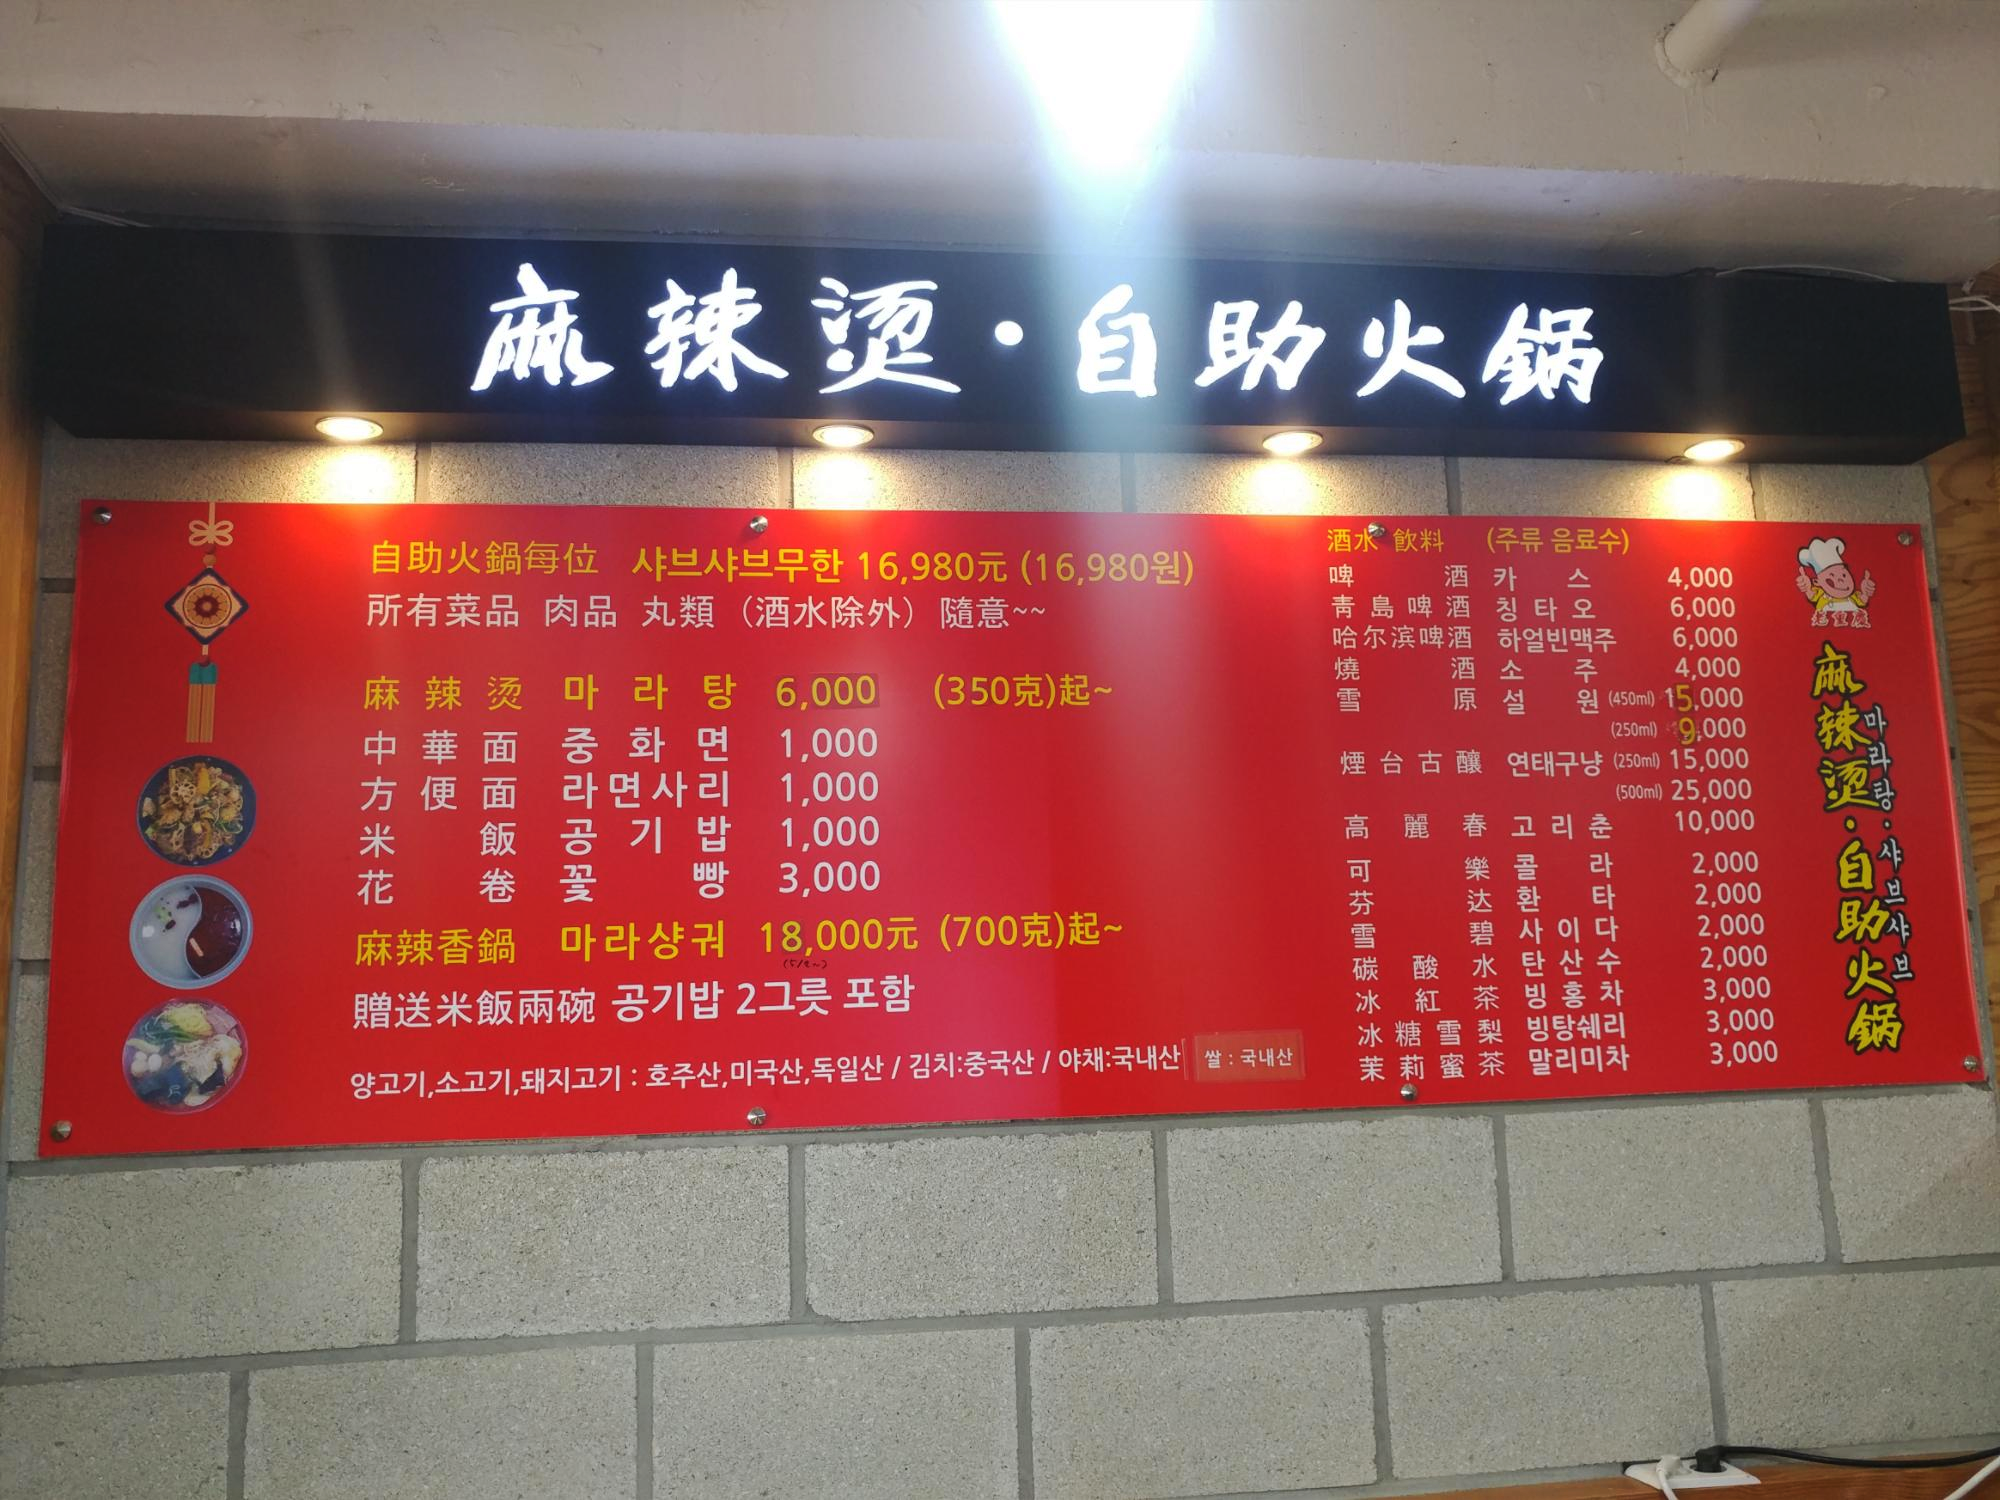 麻辣烫·自助火锅
自助火鍋每位 샤브샤브무한 16,980元 (16,980원)
所有菜品 肉品 丸類 (酒水除外) 隨意~~
麻辣烫 마라탕 6,000 (350克)起~
中華面 중화면 1,000
方便面 라면사리 1,000
米飯 공기밥 1,000
花卷 꽃빵 3,000
麻辣香鍋 마라샹궈 18,000元 (700克)起~
贈送米飯兩碗 공기밥 2그릇 포함
양고기,소고기,돼지고기 : 호주산,미국산,독일산 / 김치:중국산 / 야채:국내산 쌀 : 국내산
酒水 飲料 (주류 음료수)
啤酒 카스 4,000
靑島啤酒 칭타오 6,000
哈尔滨啤酒 하얼빈맥주 6,000
燒酒 소주 4,000
雪原 설원 (450ml) 15,000
(250ml) 9,000
煙台古釀 연태구냥 (250ml) 15,000
(500ml) 25,000
高麗春 고리춘 10,000
可樂 콜라 2,000
芬达 환타 2,000
雪碧 사이다 2,000
碳酸水 탄산수 2,000
冰紅茶 빙홍차 3,000
冰糖雪梨 빙탕쉐리 3,000
茉莉蜜茶 말리미차 3,000
麻辣烫·自助火锅
마라탕·샤브샤브